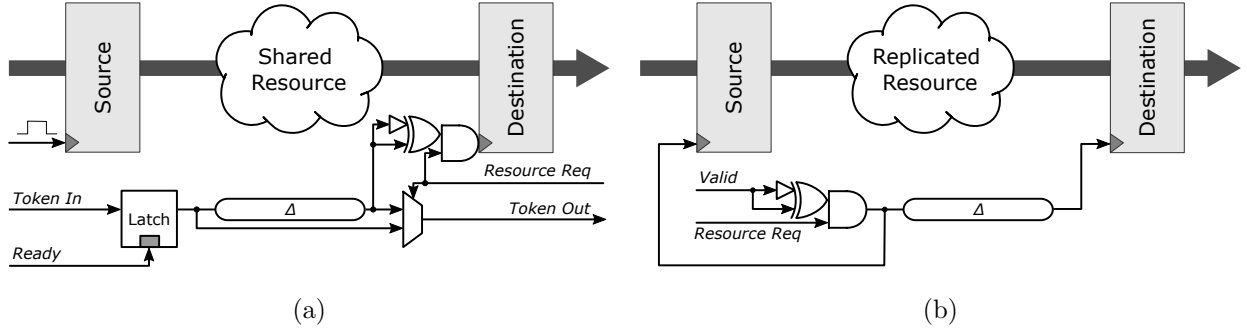 Source
Shared
Resource
Destination
Resource Req
Token In
Latch
Δ
Token Out
Ready
(a)
Source
Replicated
Resource
Destination
Valid
Resource Req
Δ
(b)